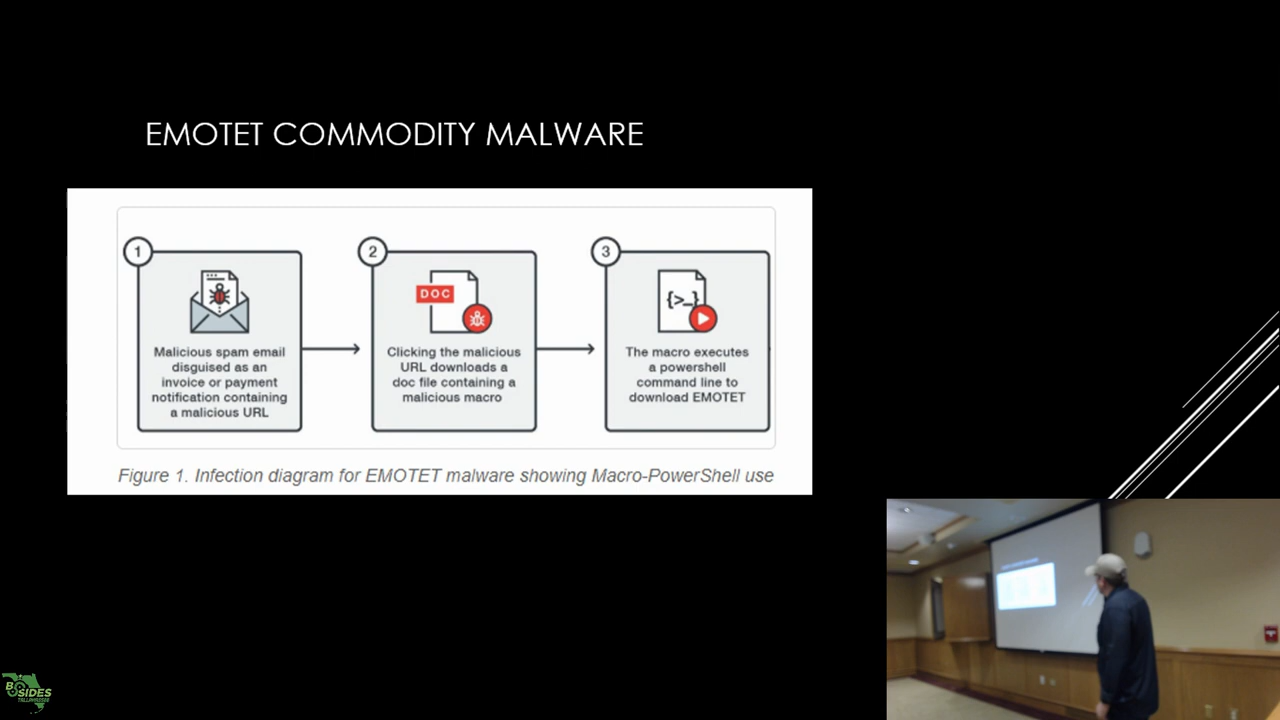 EMOTET COMMODITY MALWARE
1
Malicious spam email
disguised as an
invoice or payment
notification containing
a malicious URL
2
DOC
Clicking the malicious
URL downloads a
doc file containing a
malicious macro
3
{>_}
The macro executes
a powershell
command line to
download EMOTET
Figure 1. Infection diagram for EMOTET malware showing Macro-PowerShell use
BSIDES
TALLAHASSEE